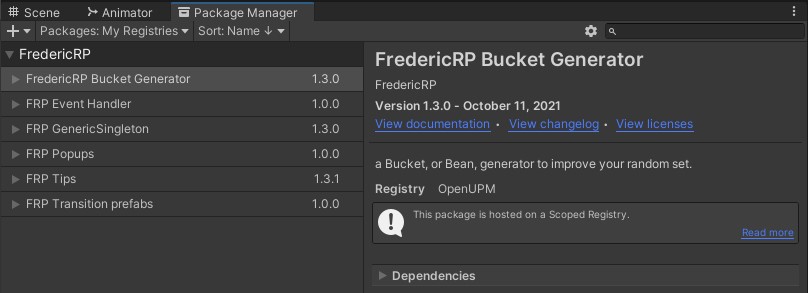 Scene Animator Package Manager
Packages: My Registries Sort: Name ↓
FredericRP
FredericRP Bucket Generator 1.3.0
FRP Event Handler 1.0.0
FRP GenericSingleton 1.3.0
FRP Popups 1.0.0
FRP Tips 1.3.1
FRP Transition prefabs 1.0.0
FredericRP Bucket Generator
FredericRP
Version 1.3.0 - October 11, 2021
View documentation • View changelog • View licenses
a Bucket, or Bean, generator to improve your random set.
Registry OpenUPM
This package is hosted on a Scoped Registry.
Read more
Dependencies